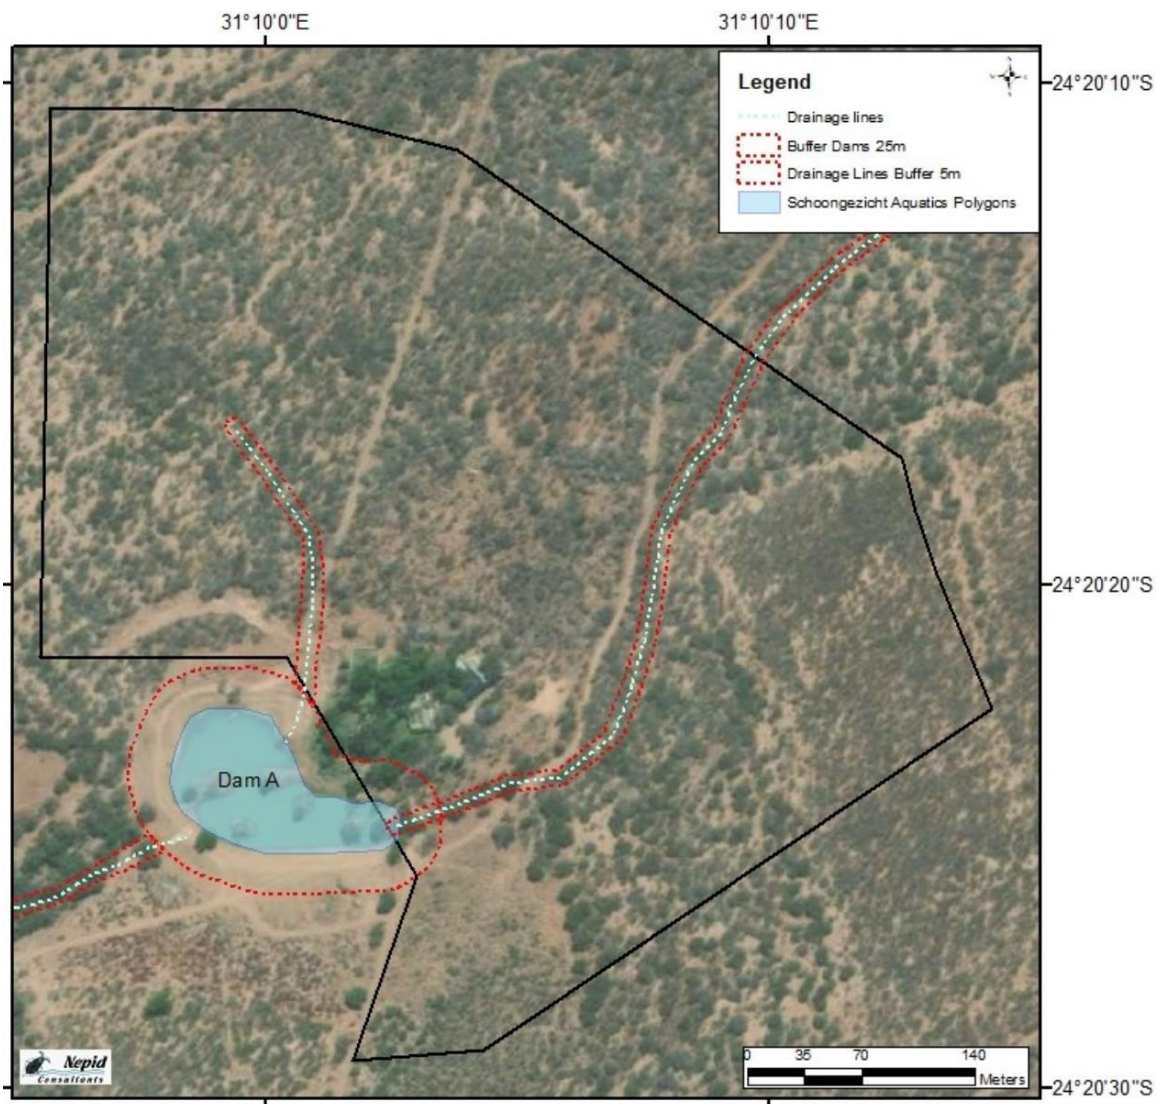 31°10'0"E 31°10'10"E
24°20'10"S
Legend
Drainage lines
Buffer Dams 25m
Drainage Lines Buffer 5m
Schoongezicht Aquatics Polygons
24°20'20"S
Dam A
Nepid
Consultants
0 35 70 140
Meters
24°20'30"S